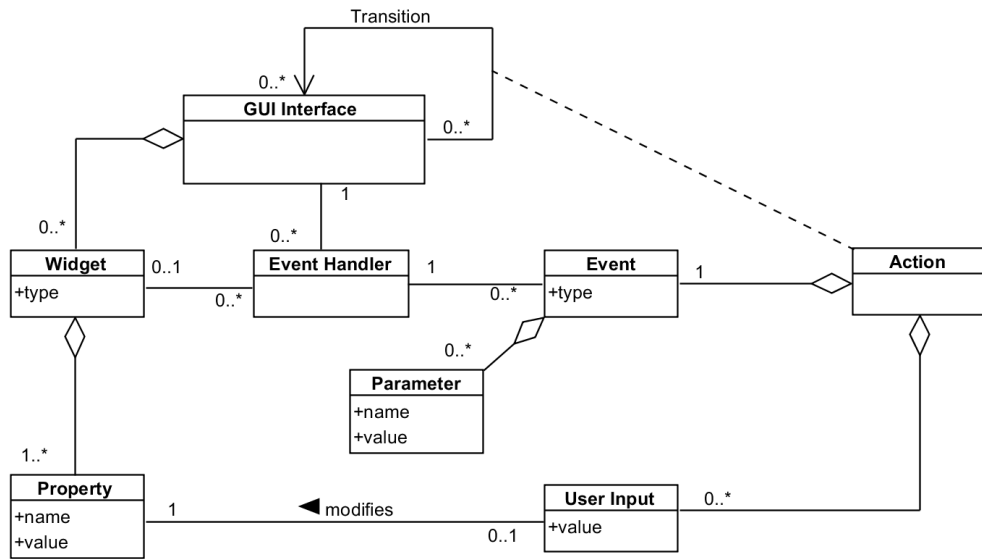 Transition
0..*
GUI Interface
0..*
1
0..*
0..*
Widget
+type
0..1
0..*
Event Handler
1
0..*
Event
+type
1
Action
0..*
Parameter
+name
+value
1..*
Property
+name
+value
1
modifies
0..1
User Input
+value
0..*